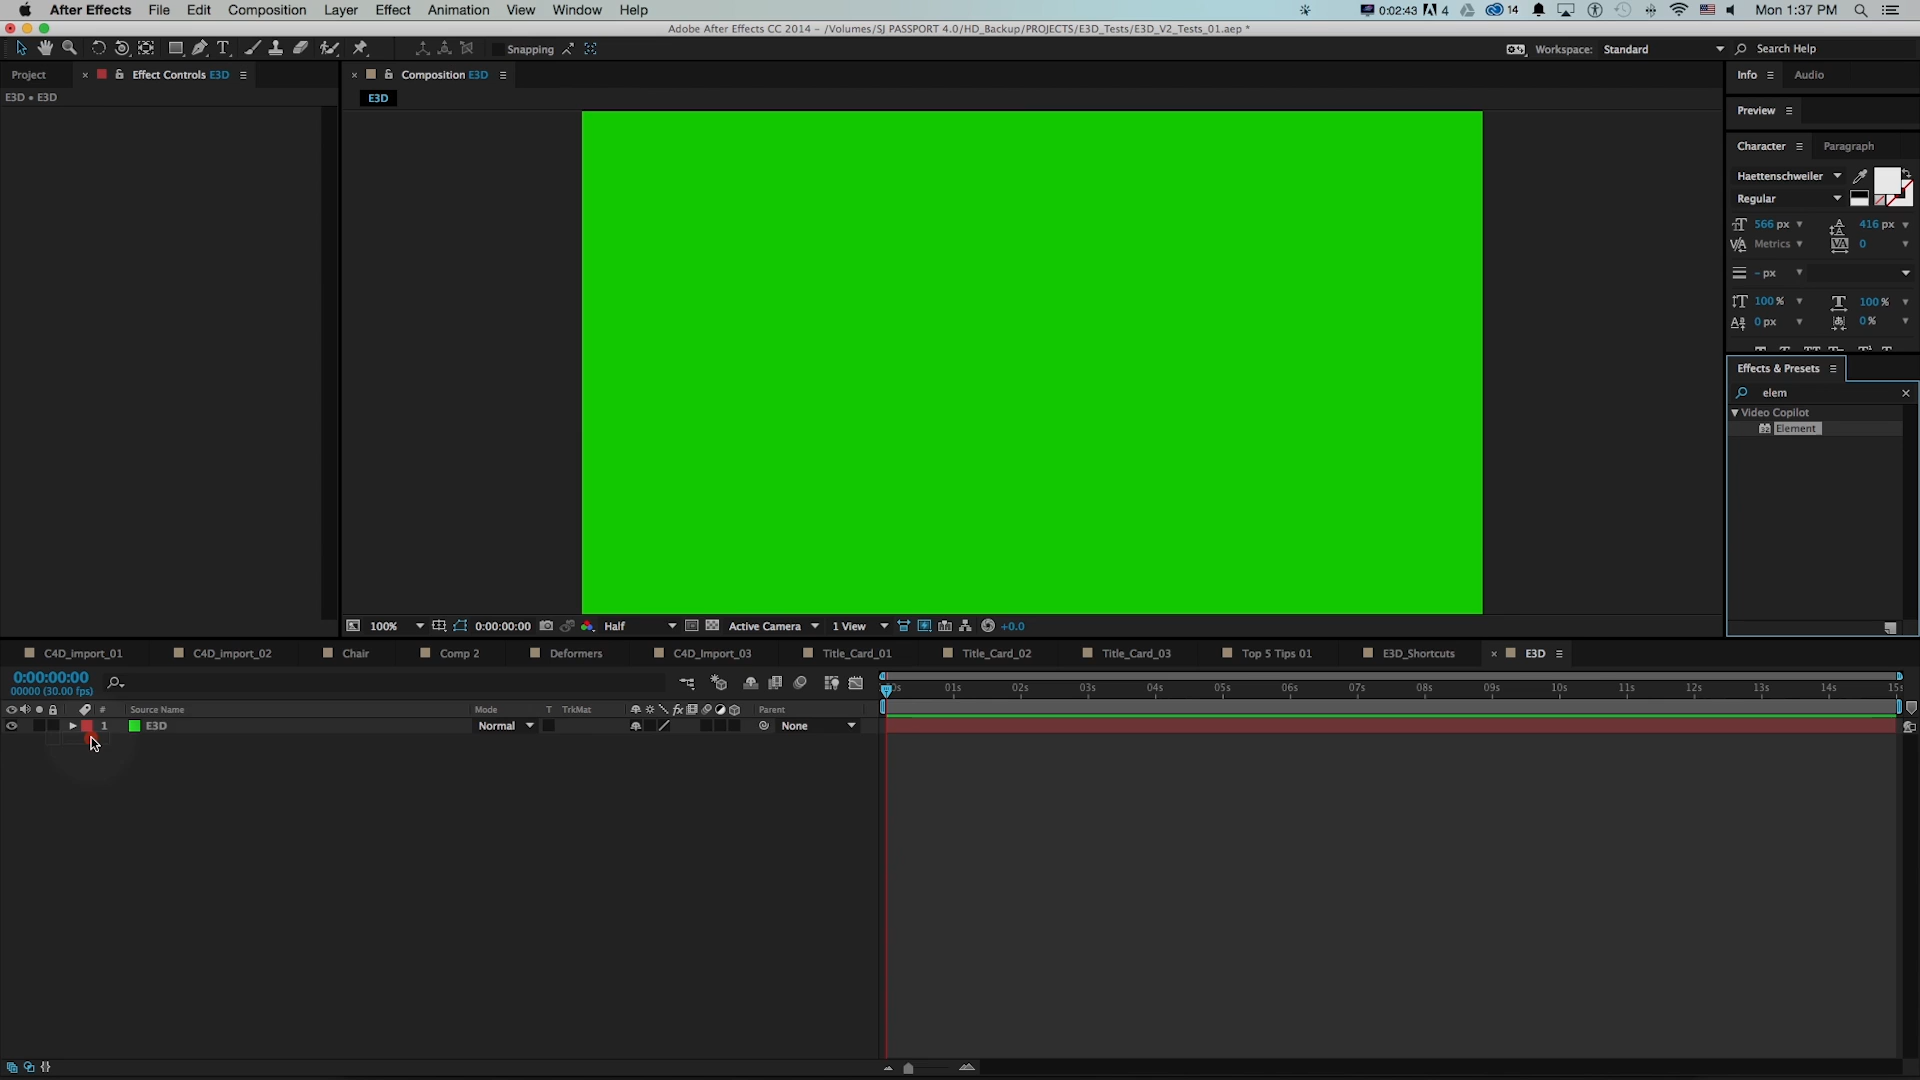 After Effects File Edit Composition Layer Effect Animation View Window Help 0:02:43 4 14 Mon 1:37 PM
Adobe After Effects CC 2014 - /Volumes/SJ PASSPORT 4.0/HD_Backup/PROJECTS/E3D_Tests/E3D_V2_Tests_01.aep *
Snapping Workspace: Standard Search Help
Project Effect Controls E3D Composition E3D Info Audio
E3D • E3D E3D
Preview
Character Paragraph
Haettenschweiler
Regular
566 px 416 px
Metrics 0
- px
100 % 100 %
0 px 0 %
Effects & Presets
elem
Video Copilot
Element
100% 0:00:00:00 Half Active Camera 1 View +0.0
C4D_import_01 C4D_import_02 Chair Comp 2 Deformers C4D_Import_03 Title_Card_01 Title_Card_02 Title_Card_03 Top 5 Tips 01 E3D_Shortcuts E3D
0:00:00:00
00000 (30.00 fps)
01s 02s 03s 04s 05s 06s 07s 08s 09s 10s 11s 12s 13s 14s
# Source Name Mode T TrkMat Parent
1 E3D Normal None